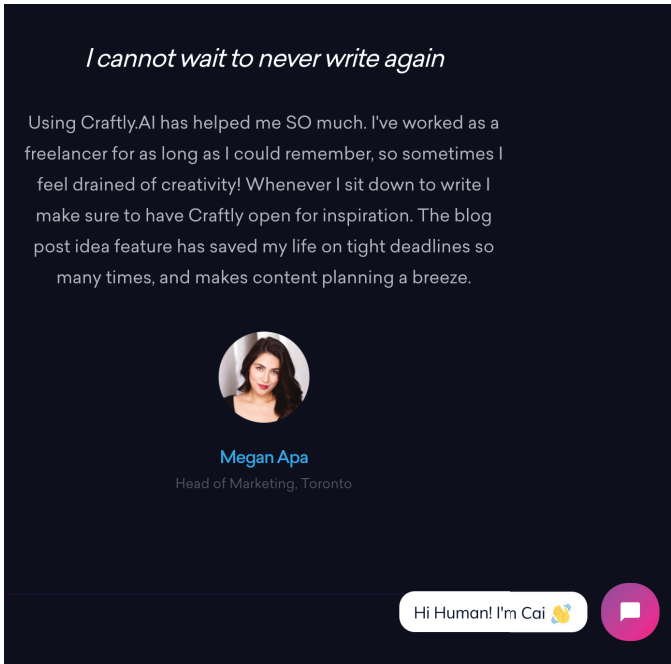 I cannot wait to never write again
Using Craftly.AI has helped me SO much. I've worked as a
freelancer for as long as I could remember, so sometimes I
feel drained of creativity! Whenever I sit down to write I
make sure to have Craftly open for inspiration. The blog
post idea feature has saved my life on tight deadlines so
many times, and makes content planning a breeze.
Megan Apa
Head of Marketing, Toronto
Hi Human! I'm Cai 👋